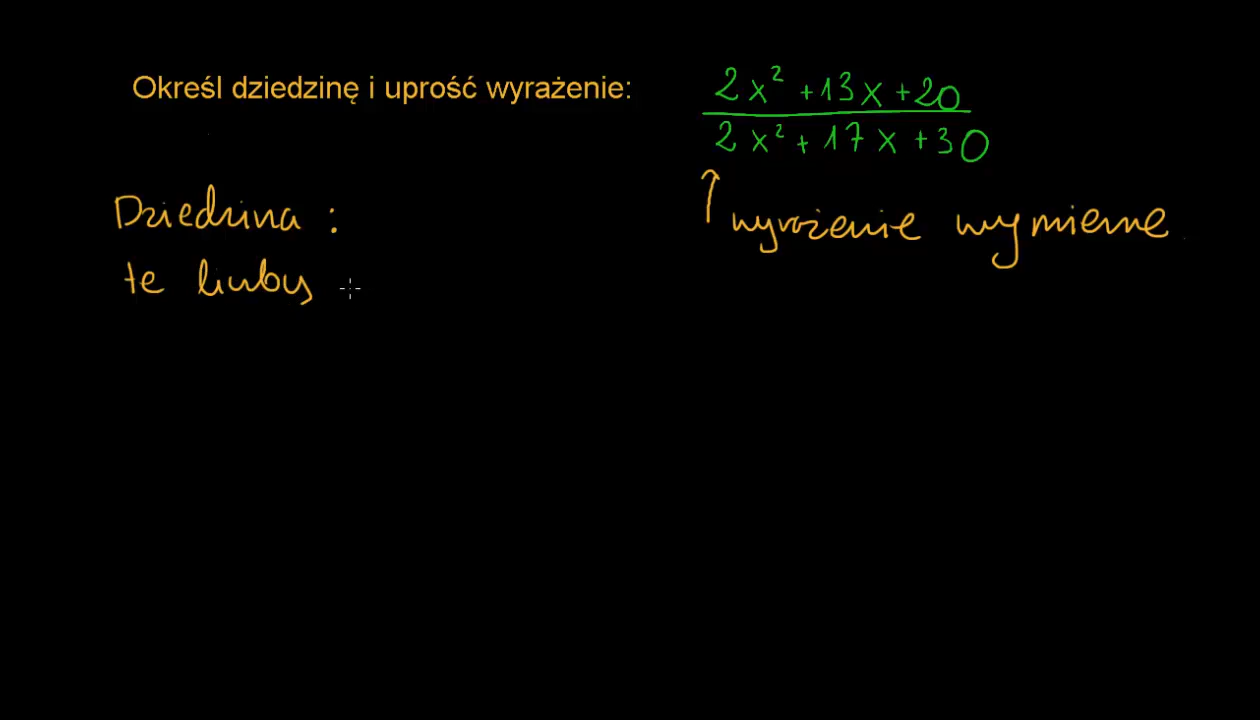 Określ dziedzinę i uprość wyrażenie:
2x² + 13x + 20
2x² + 17x + 30
Dziedzina :
wyrażenie wymierne
te liczby